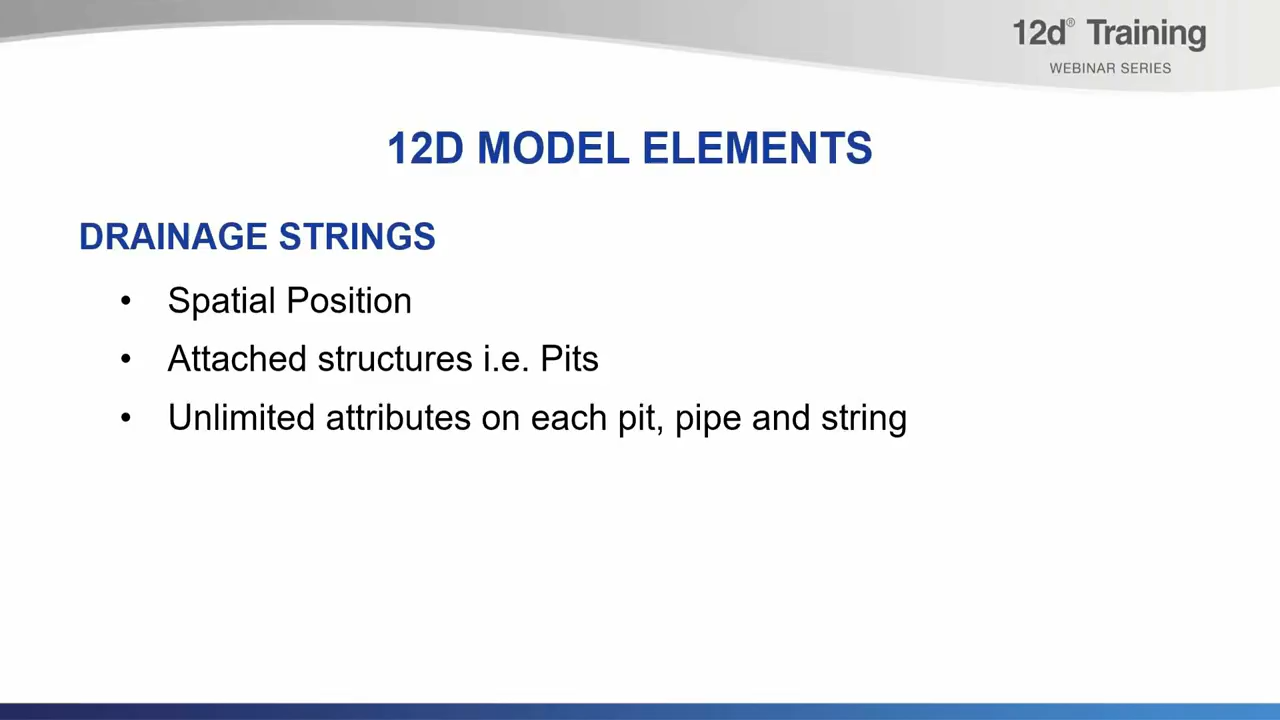 12d® Training
WEBINAR SERIES
12D MODEL ELEMENTS
DRAINAGE STRINGS
• Spatial Position
• Attached structures i.e. Pits
• Unlimited attributes on each pit, pipe and string